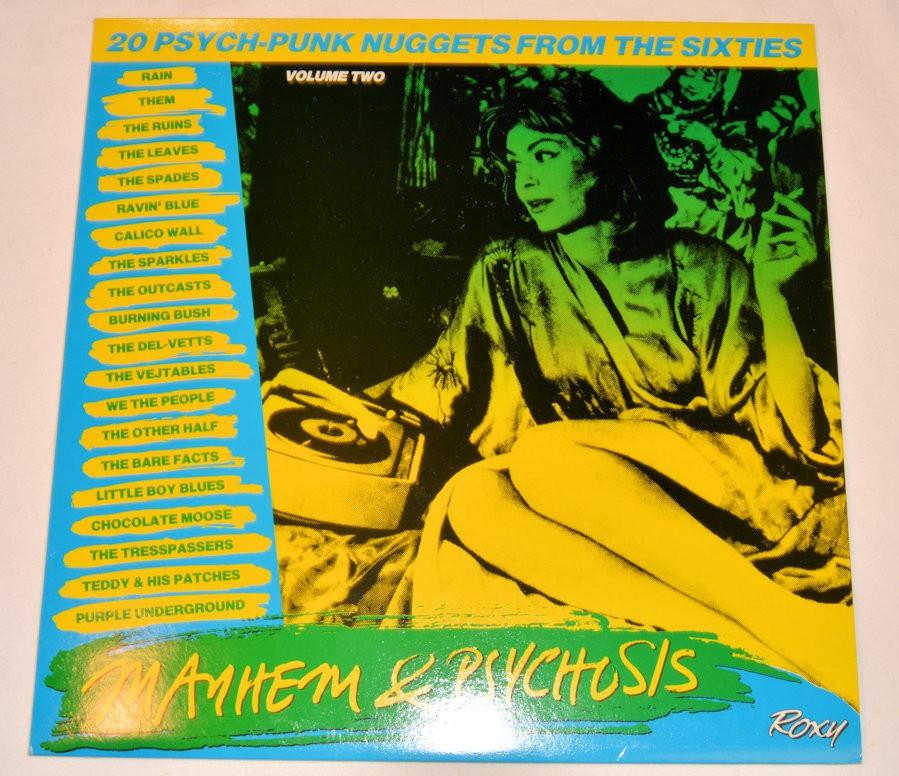 20 PSYCH-PUNK NUGGETS FROM THE SIXTIES
VOLUME TWO
RAIN
THEM
THE RUINS
THE LEAVES
THE SPADES
RAVIN' BLUE
CALICO WALL
THE SPARKLES
THE OUTCASTS
BURNING BUSH
THE DEL-VETTS
THE VEJTABLES
WE THE PEOPLE
THE OTHER HALF
THE BARE FACTS
LITTLE BOY BLUES
CHOCOLATE MOOSE
THE TRESSPASSERS
TEDDY & HIS PATCHES
PURPLE UNDERGROUND
MAYHEM & PSYCHOSIS
ROXY